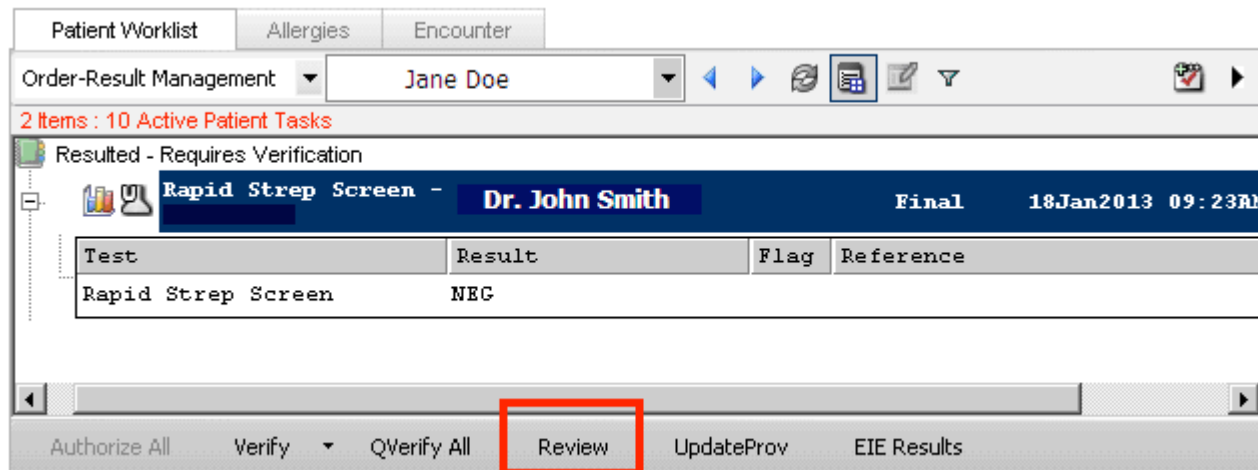 Patient Worklist Allergies Encounter
Order-Result Management Jane Doe
2 Items : 10 Active Patient Tasks
Resulted - Requires Verification
Rapid Strep Screen - Dr. John Smith Final 18Jan2013 09:23AM
Test Result Flag Reference
Rapid Strep Screen NEG
Authorize All Verify QVerify All Review UpdateProv EIE Results